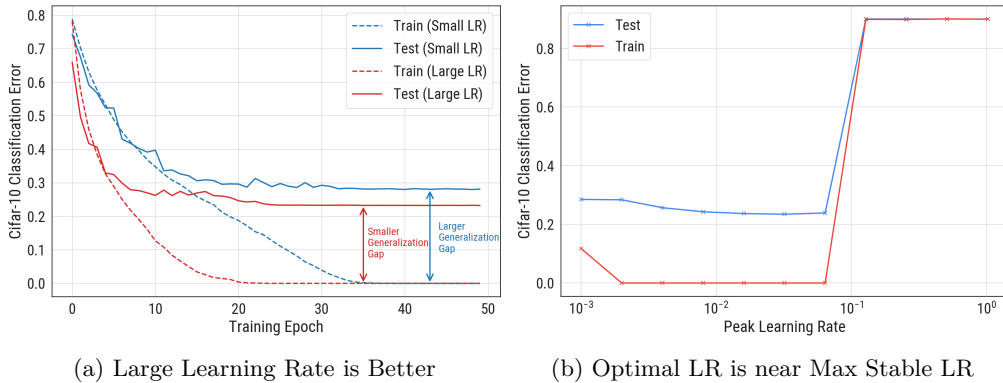 Cifar-10 Classification Error
0.8
0.7
0.6
0.5
0.4
0.3
0.2
0.1
0.0
Train (Small LR)
Test (Small LR)
Train (Large LR)
Test (Large LR)
Smaller
Generalization
Gap
Larger
Generalization
Gap
0 10 20 30 40 50
Training Epoch
(a) Large Learning Rate is Better
Cifar-10 Classification Error
0.8
0.6
0.4
0.2
0.0
Test
Train
10⁻³ 10⁻² 10⁻¹ 10⁰
Peak Learning Rate
(b) Optimal LR is near Max Stable LR